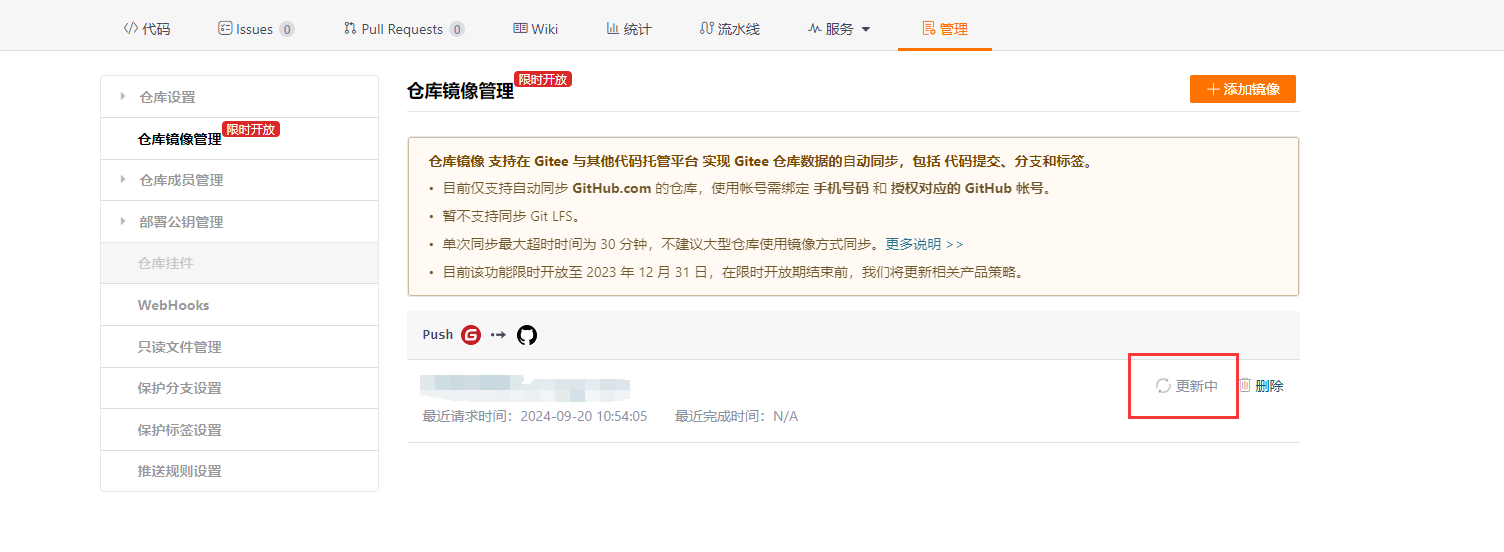 代码 Issues 0 Pull Requests 0 Wiki 统计 流水线 服务 管理
仓库设置
仓库镜像管理 限时开放
仓库成员管理
部署公钥管理
仓库挂件
WebHooks
只读文件管理
保护分支设置
保护标签设置
推送规则设置
仓库镜像管理 限时开放
添加镜像
仓库镜像 支持在 Gitee 与其他代码托管平台 实现 Gitee 仓库数据的自动同步，包括 代码提交、分支和标签。
• 目前仅支持自动同步 GitHub.com 的仓库，使用帐号需绑定 手机号码 和 授权对应的 GitHub 帐号。
• 暂不支持同步 Git LFS。
• 单次同步最大超时时间为 30 分钟，不建议大型仓库使用镜像方式同步。更多说明 >>
• 目前该功能限时开放至 2023 年 12 月 31 日，在限时开放期结束前，我们将更新相关产品策略。
Push
更新中 删除
最近请求时间：2024-09-20 10:54:05 最近完成时间：N/A